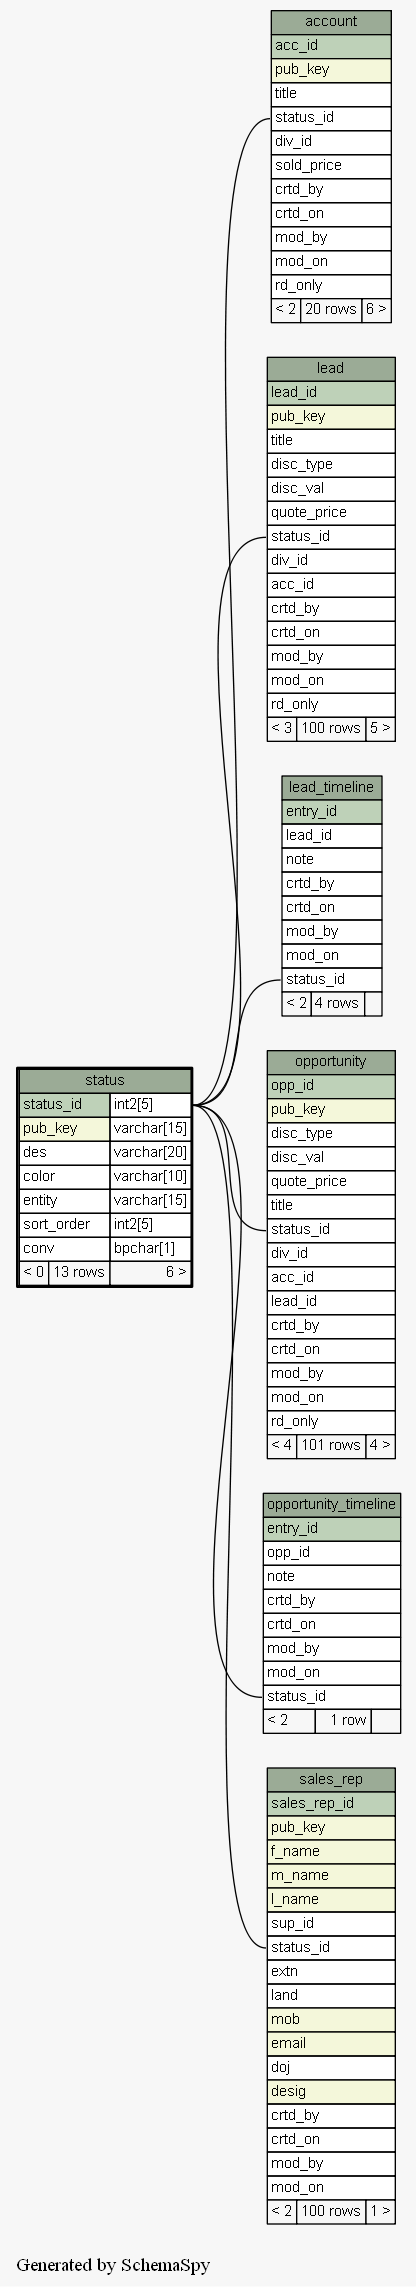 account
acc_id
pub_key
title
status_id
div_id
sold_price
crtd_by
crtd_on
mod_by
mod_on
rd_only
< 2 20 rows 6 >
lead
lead_id
pub_key
title
disc_type
disc_val
quote_price
status_id
div_id
acc_id
crtd_by
crtd_on
mod_by
mod_on
rd_only
< 3 100 rows 5 >
lead_timeline
entry_id
lead_id
note
crtd_by
crtd_on
mod_by
mod_on
status_id
< 2 4 rows
status
status_id int2[5]
pub_key varchar[15]
des varchar[20]
color varchar[10]
entity varchar[15]
sort_order int2[5]
conv bpchar[1]
< 0 13 rows 6 >
opportunity
opp_id
pub_key
disc_type
disc_val
quote_price
title
status_id
div_id
acc_id
lead_id
crtd_by
crtd_on
mod_by
mod_on
rd_only
< 4 101 rows 4 >
opportunity_timeline
entry_id
opp_id
note
crtd_by
crtd_on
mod_by
mod_on
status_id
< 2 1 row
sales_rep
sales_rep_id
pub_key
f_name
m_name
l_name
sup_id
status_id
extn
land
mob
email
doj
desig
crtd_by
crtd_on
mod_by
mod_on
< 2 100 rows 1 >
Generated by SchemaSpy